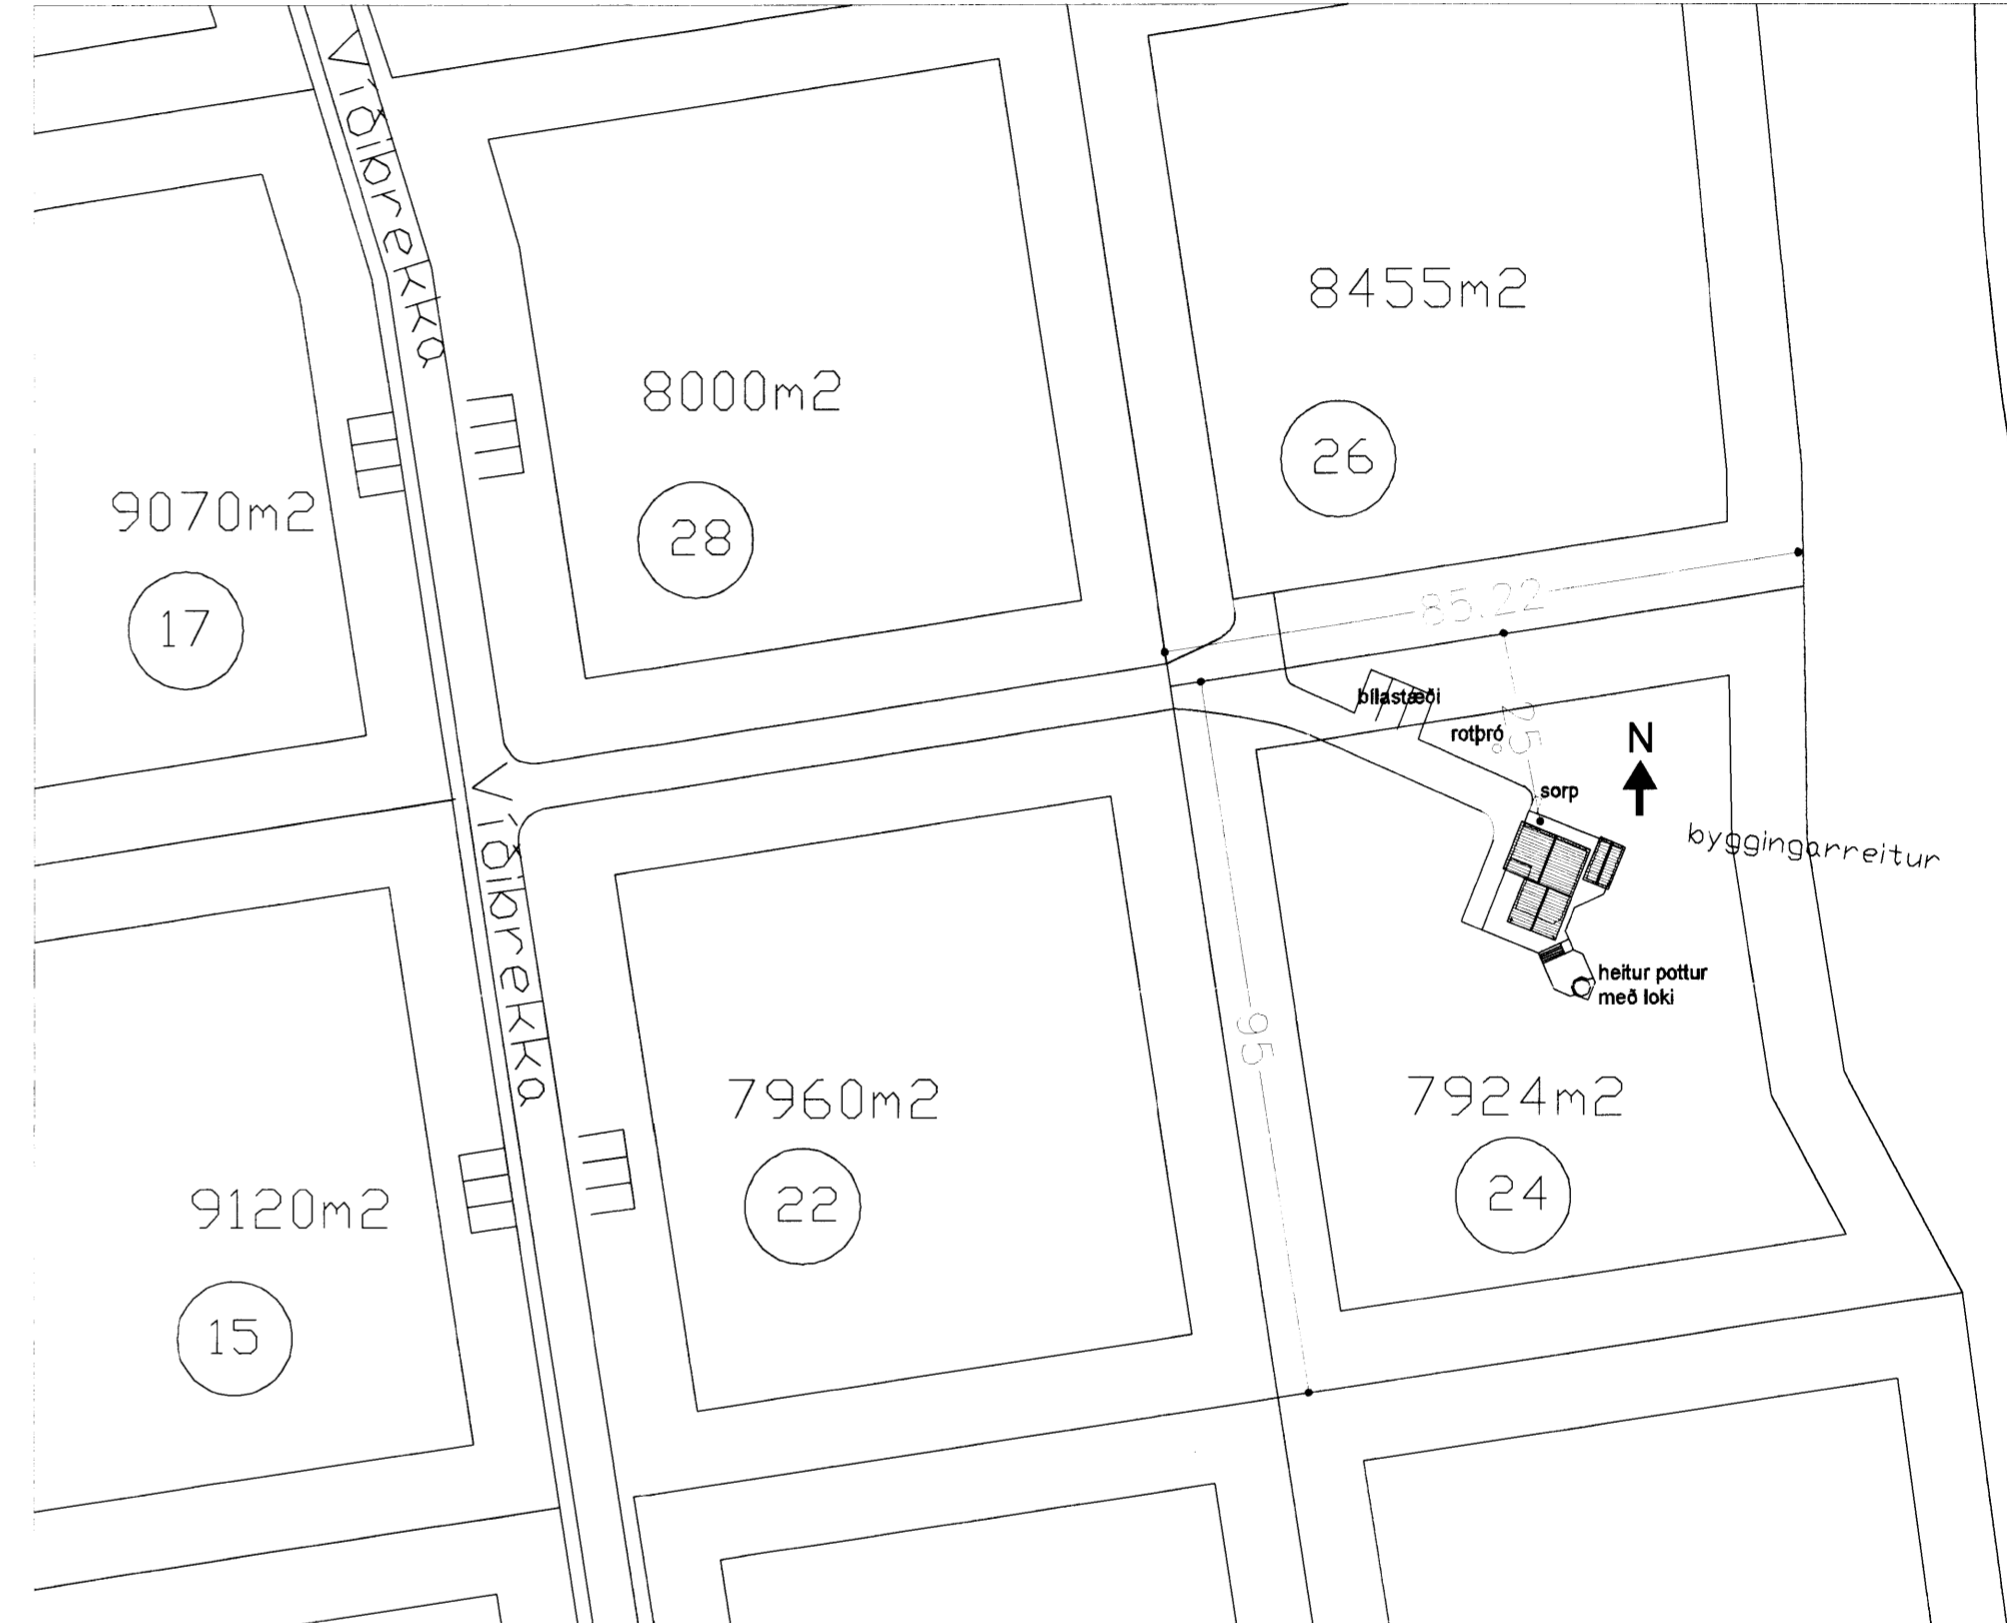 Víðibrekka
8455m2
8000m2
26
9070m2
28
17
85.22
bílastæði
rotþró
25.
N
sorp
Víðibrekka
byggingarreitur
heitur pottur
með loki
95
7960m2
7924m2
9120m2
22
24
15